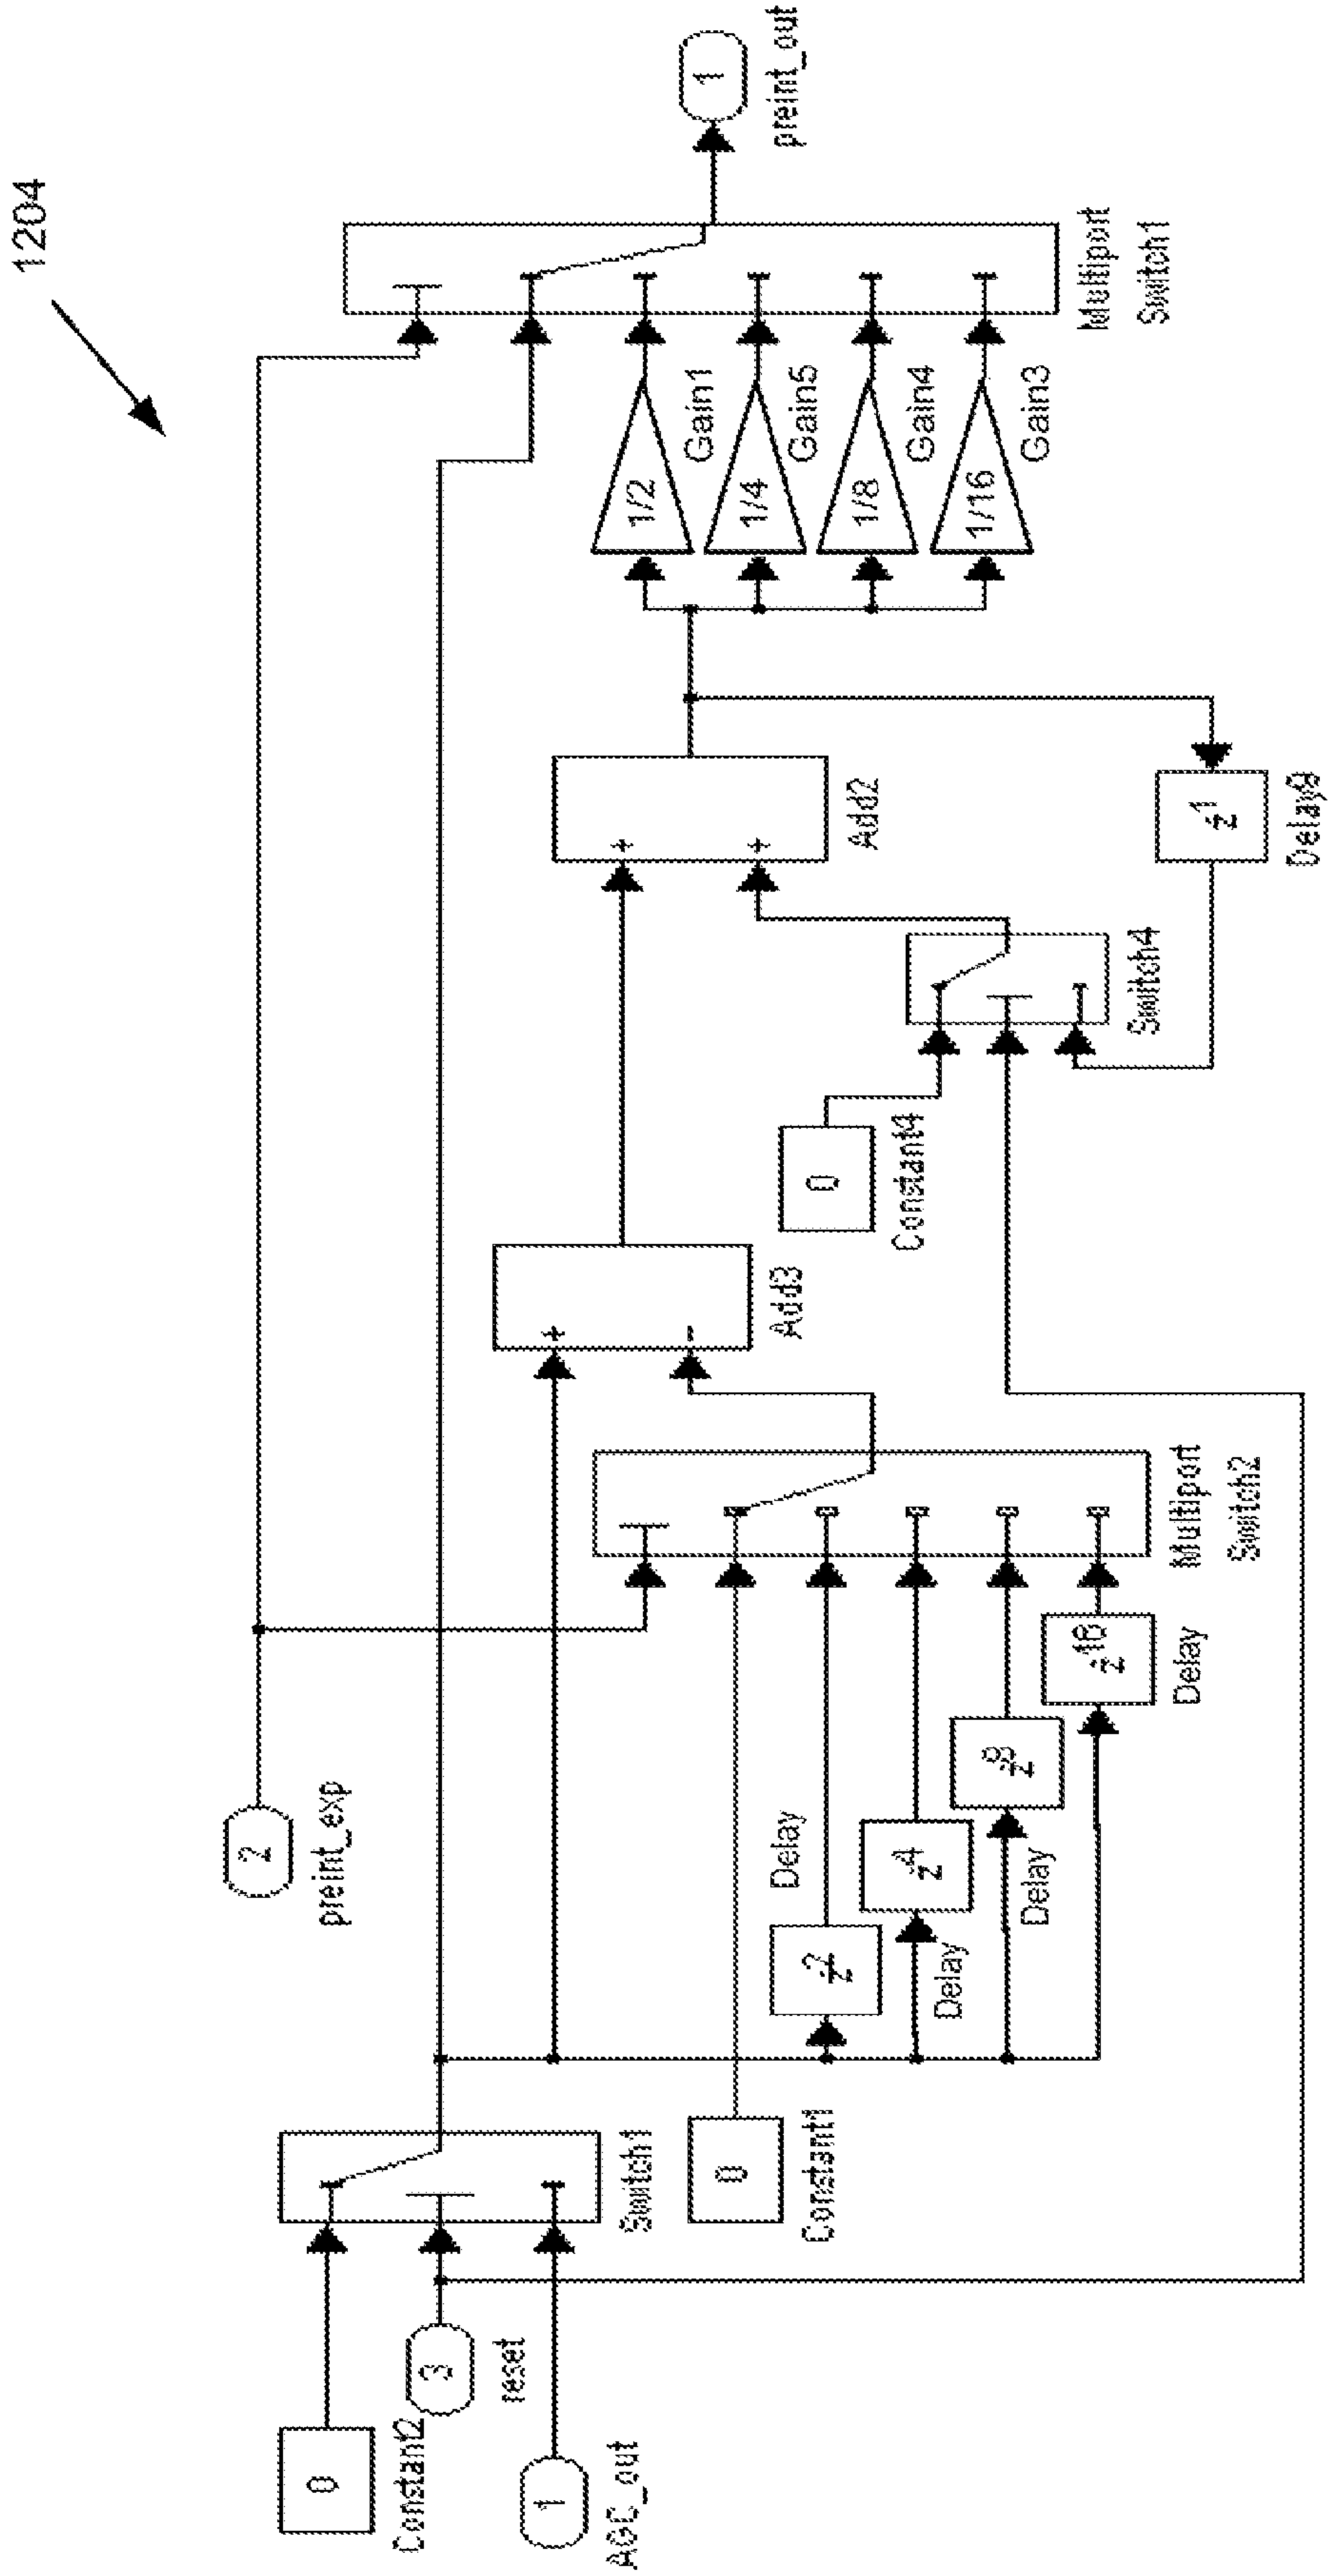 1204
0
Constant2
3
reset
1
AGC_out
Switch1
2
preint_exp
0
Constant1
z-2
Delay
z-4
Delay
z-8
Delay
z-16
Delay
Multiport
Switch2
+
-
Add3
0
Constant4
Switch4
+
+
Add2
z-1
Delay9
1/2
Gain1
1/4
Gain5
1/8
Gain4
1/16
Gain3
Multiport
Switch1
1
preint_out